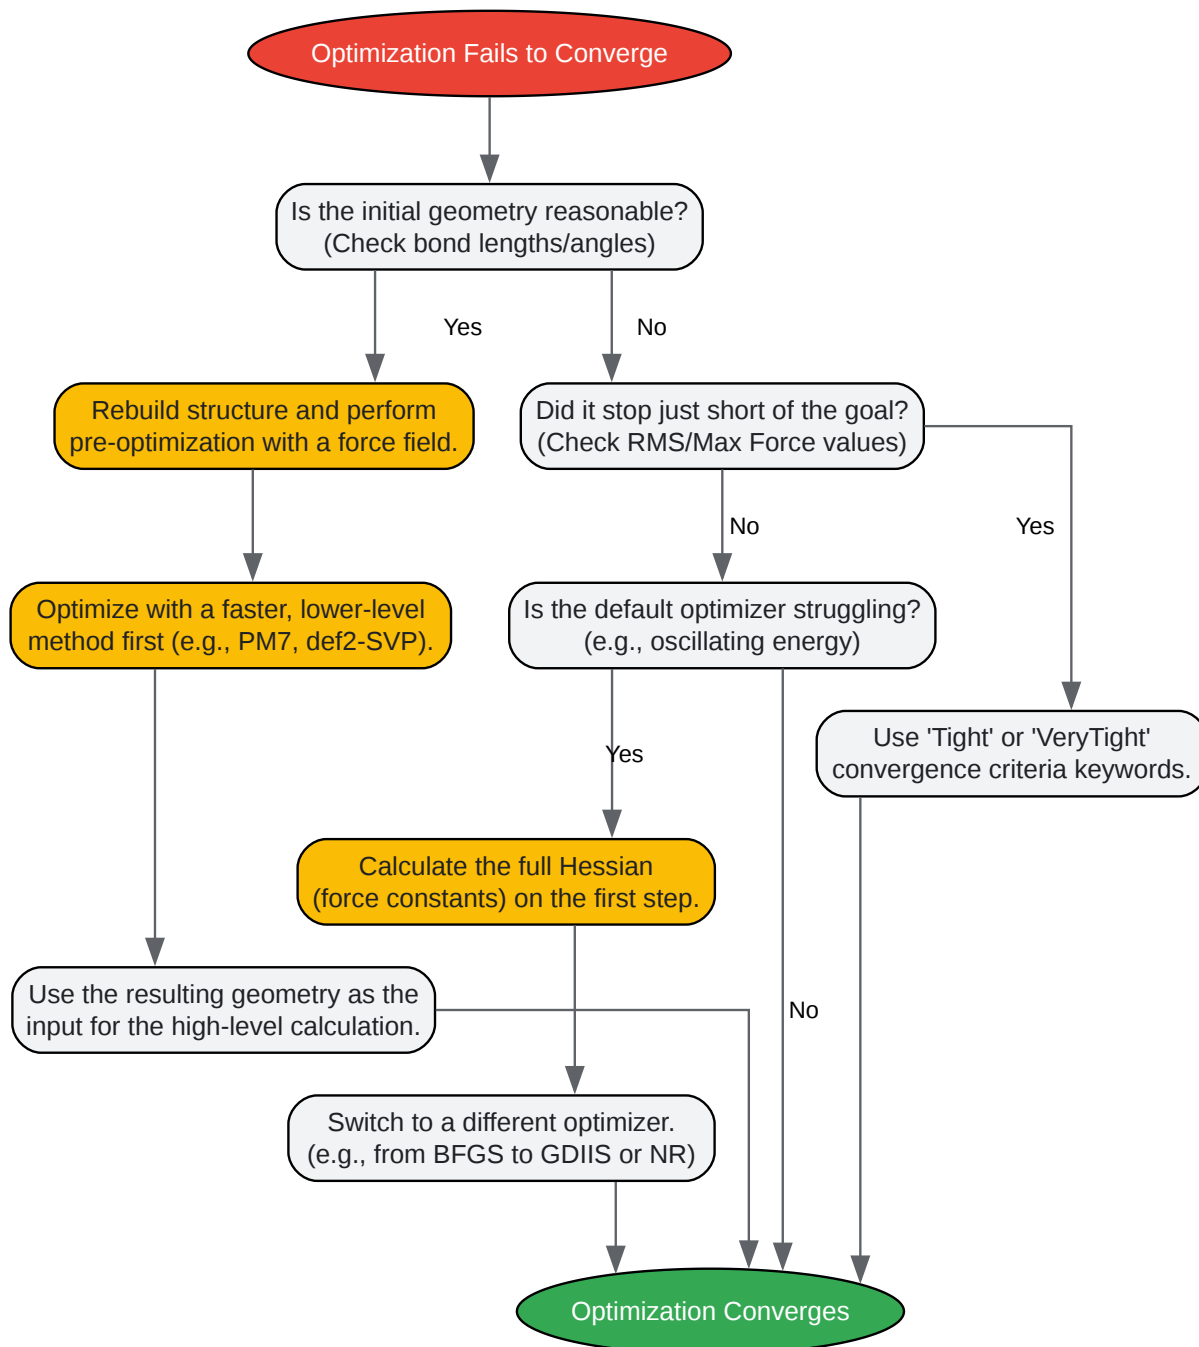 Optimization Fails to Converge
Is the initial geometry reasonable?
(Check bond lengths/angles)
Yes
No
Rebuild structure and perform
pre-optimization with a force field.
Did it stop just short of the goal?
(Check RMS/Max Force values)
No
Yes
Optimize with a faster, lower-level
method first (e.g., PM7, def2-SVP).
Is the default optimizer struggling?
(e.g., oscillating energy)
Use 'Tight' or 'VeryTight'
convergence criteria keywords.
Yes
Calculate the full Hessian
(force constants) on the first step.
Use the resulting geometry as the
input for the high-level calculation.
No
Switch to a different optimizer.
(e.g., from BFGS to GDIIS or NR)
Optimization Converges